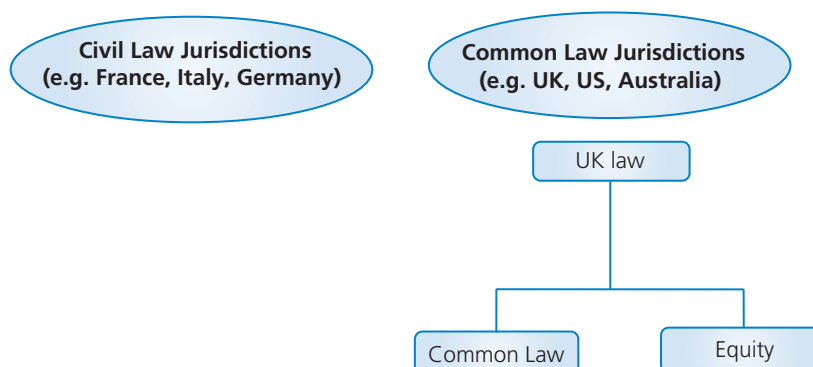 Civil Law Jurisdictions
(e.g. France, Italy, Germany)
Common Law Jurisdictions
(e.g. UK, US, Australia)
UK law
Common Law
Equity